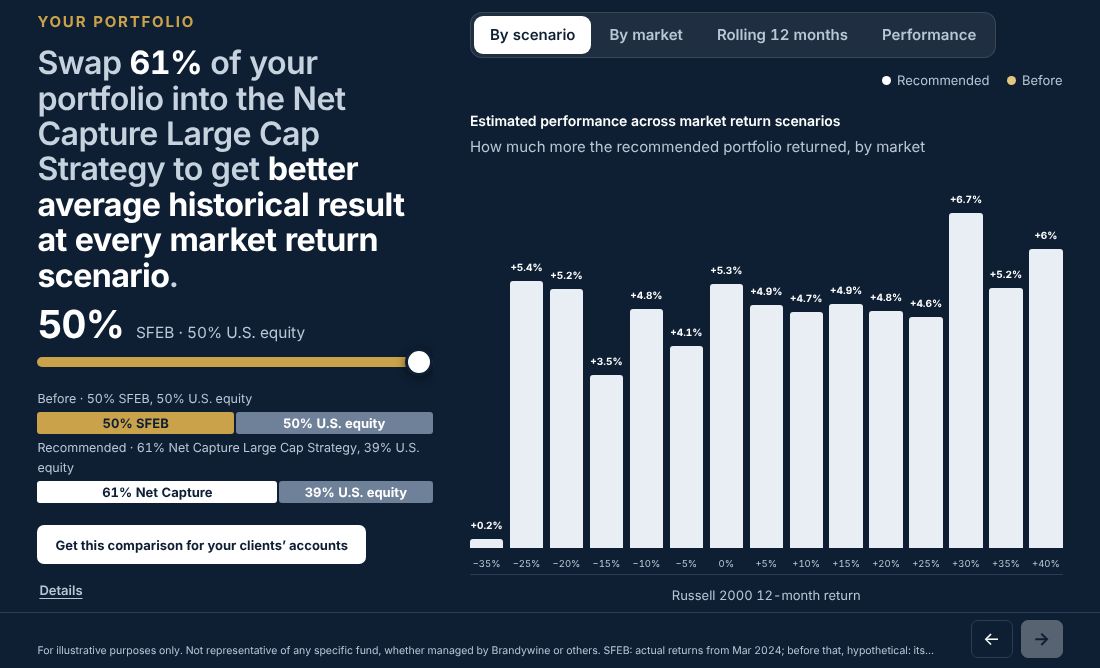 YOUR PORTFOLIO
Swap 61% of your
portfolio into the Net
Capture Large Cap
Strategy to get better
average historical result
at every market return
scenario.
50% SFEB · 50% U.S. equity
Before · 50% SFEB, 50% U.S. equity
50% SFEB 50% U.S. equity
Recommended · 61% Net Capture Large Cap Strategy, 39% U.S.
equity
61% Net Capture 39% U.S. equity
Get this comparison for your clients’ accounts
Details
By scenario By market Rolling 12 months Performance
Recommended Before
Estimated performance across market return scenarios
How much more the recommended portfolio returned, by market
+0.2% +5.4% +5.2% +3.5% +4.8% +4.1% +5.3% +4.9% +4.7% +4.9% +4.8% +4.6% +6.7% +5.2% +6%
−35% −25% −20% −15% −10% −5% 0% +5% +10% +15% +20% +25% +30% +35% +40%
Russell 2000 12-month return
For illustrative purposes only. Not representative of any specific fund, whether managed by Brandywine or others. SFEB: actual returns from Mar 2024; before that, hypothetical: its…
← →